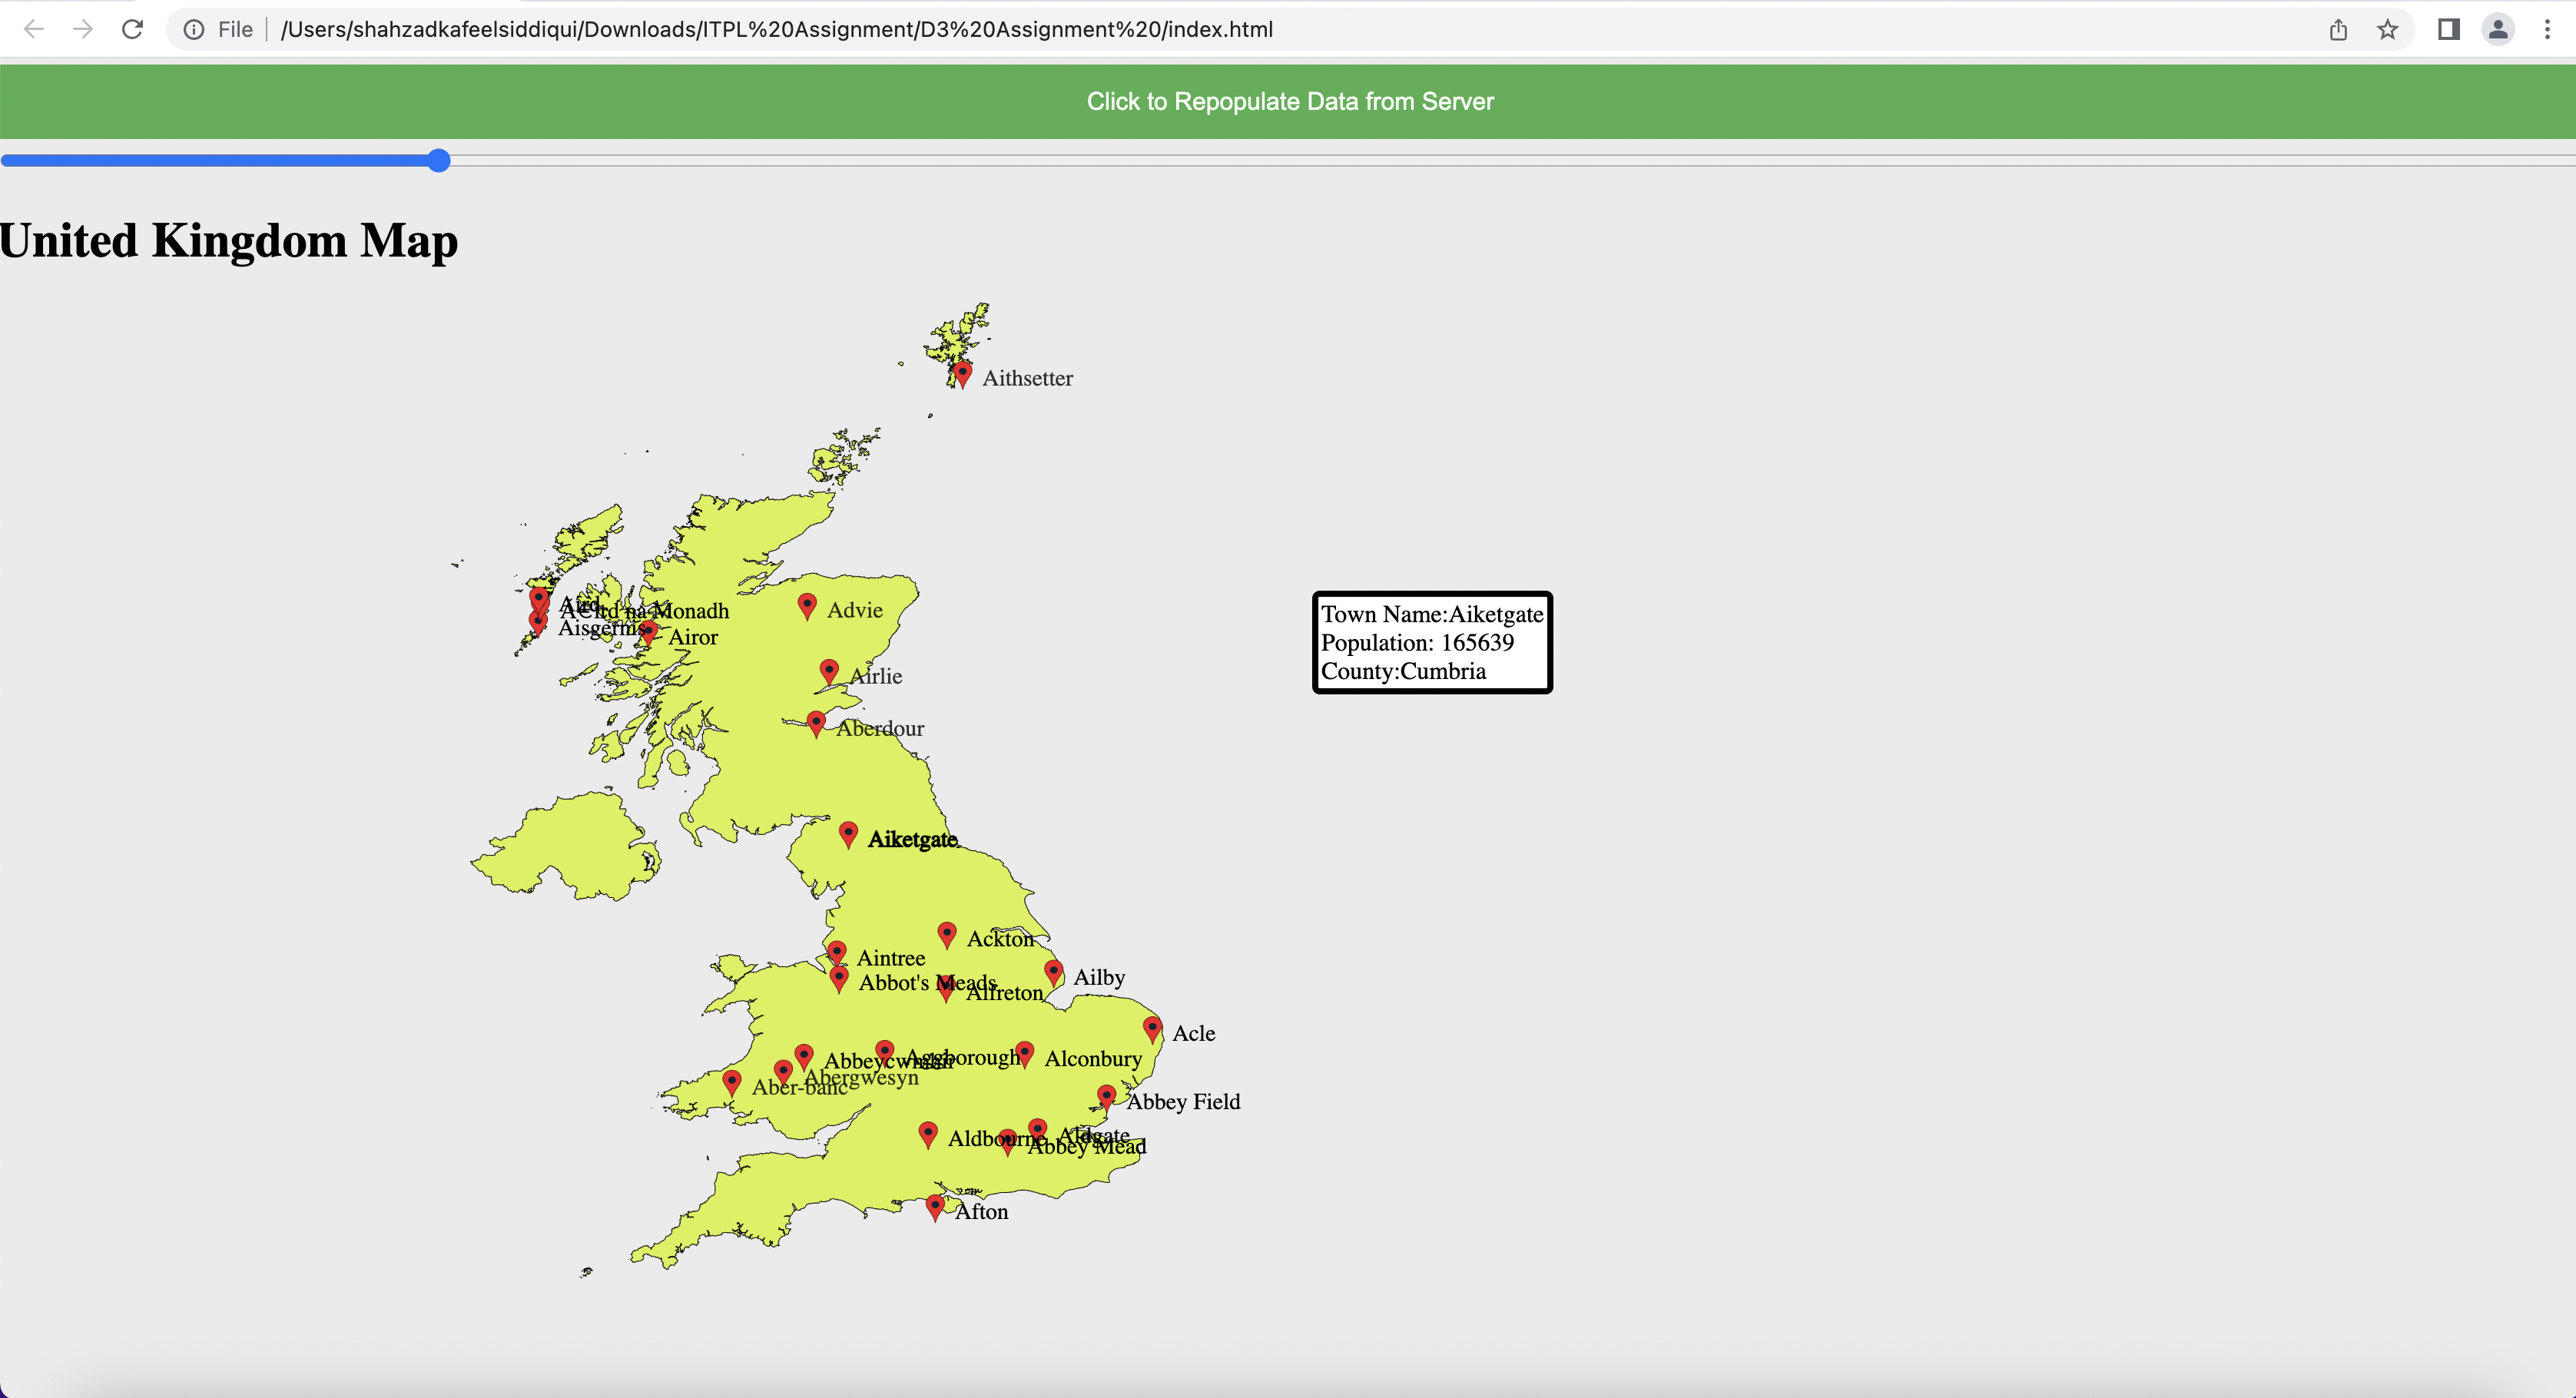 File
/Users/shahzadkafeelsiddiqui/Downloads/ITPL%20Assignment/D3%20Assignment%20/index.html
Click to Repopulate Data from Server
United Kingdom Map
Aithsetter
Aird
na Monadh
Aisgernis
Airor
Advie
Airlie
Aberdour
Town Name:Aiketgate
Population: 165639
County:Cumbria
Aiketgate
Ackton
Aintree
Abbot's Meads
Alfreton
Ailby
Acle
Abbeycwmhir
Aggborough
Alconbury
Abergwesyn
Aber-banc
Abbey Field
Aldbourne
Aldgate
Abbey Mead
Afton